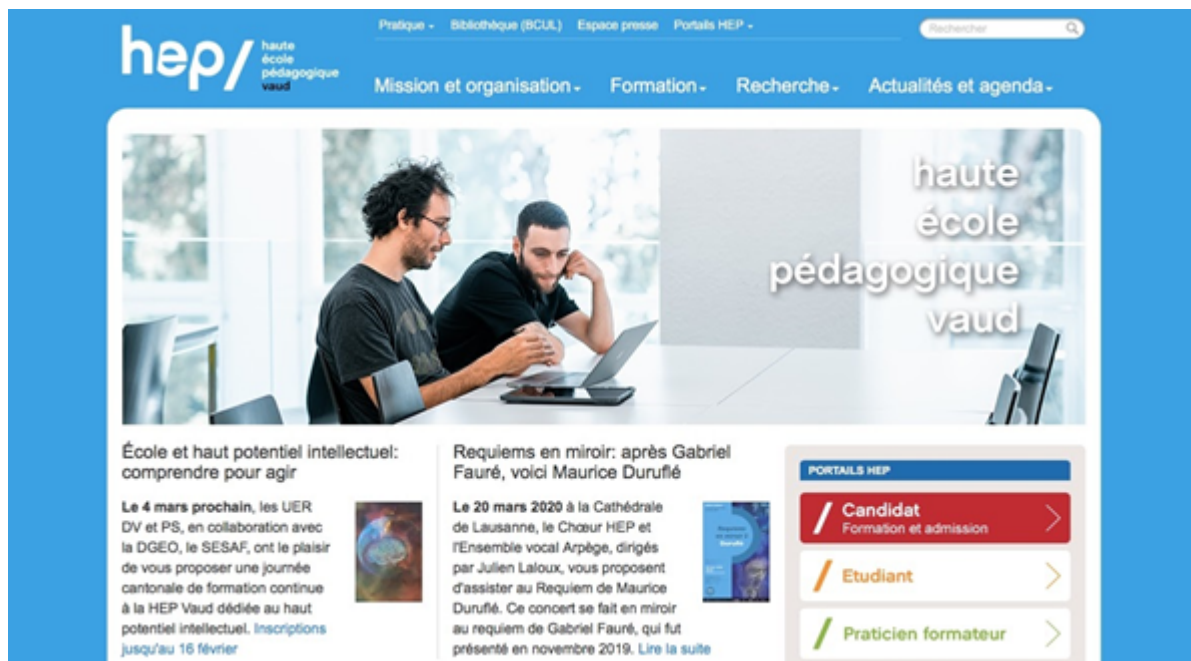 Pratique
Bibliothèque (BCUL)
Espace presse
Portails HEP
Rechercher
hep/
haute
école
pédagogique
vaud
Mission et organisation
Formation
Recherche
Actualités et agenda
haute
école
pédagogique
vaud
École et haut potentiel intellectuel:
comprendre pour agir
Le 4 mars prochain, les UER
DV et PS, en collaboration avec
la DGEO, le SESAF, ont le plaisir
de vous proposer une journée
cantonale de formation continue
à la HEP Vaud dédiée au haut
potentiel intellectuel. Inscriptions
jusqu'au 16 février
Requiems en miroir: après Gabriel
Fauré, voici Maurice Duruflé
Le 20 mars 2020 à la Cathédrale
de Lausanne, le Chœur HEP et
l'Ensemble vocal Arpège, dirigés
par Julien Laloux, vous proposent
d'assister au Requiem de Maurice
Duruflé. Ce concert se fait en miroir
au requiem de Gabriel Fauré, qui fut
présenté en novembre 2019. Lire la suite
Requiems
en miroir 2
Duruflé
PORTAILS HEP
Candidat
Formation et admission
Etudiant
Praticien formateur